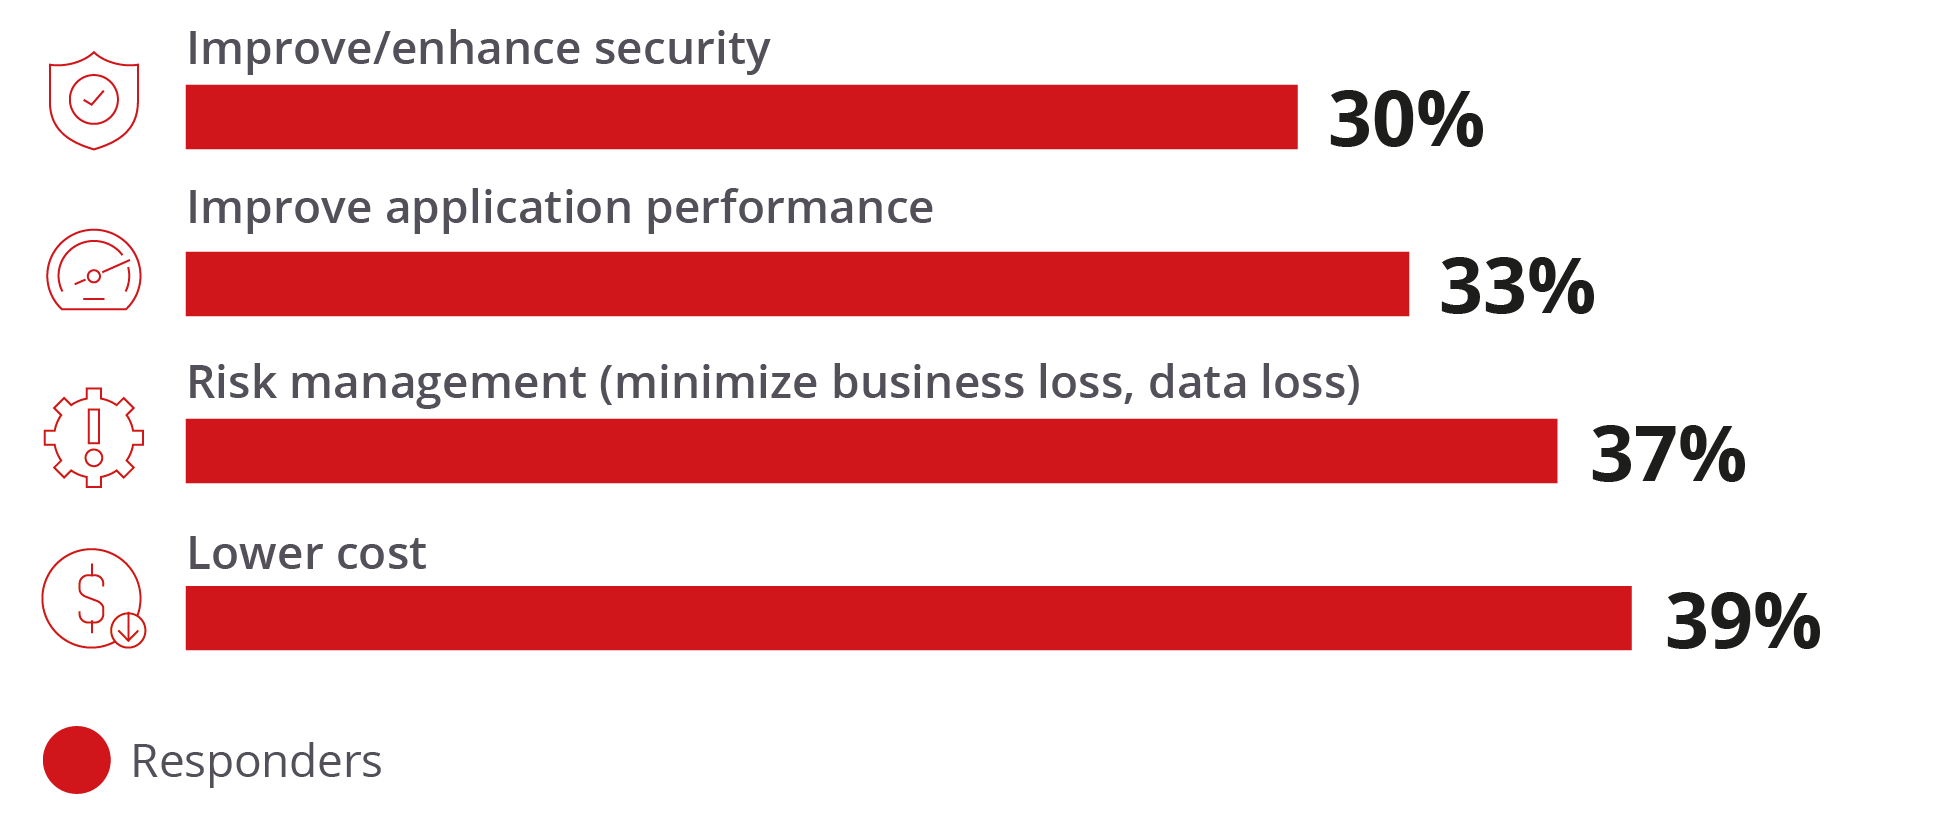 Improve/enhance security
30%
Improve application performance
33%
Risk management (minimize business loss, data loss)
37%
Lower cost
39%
Responders